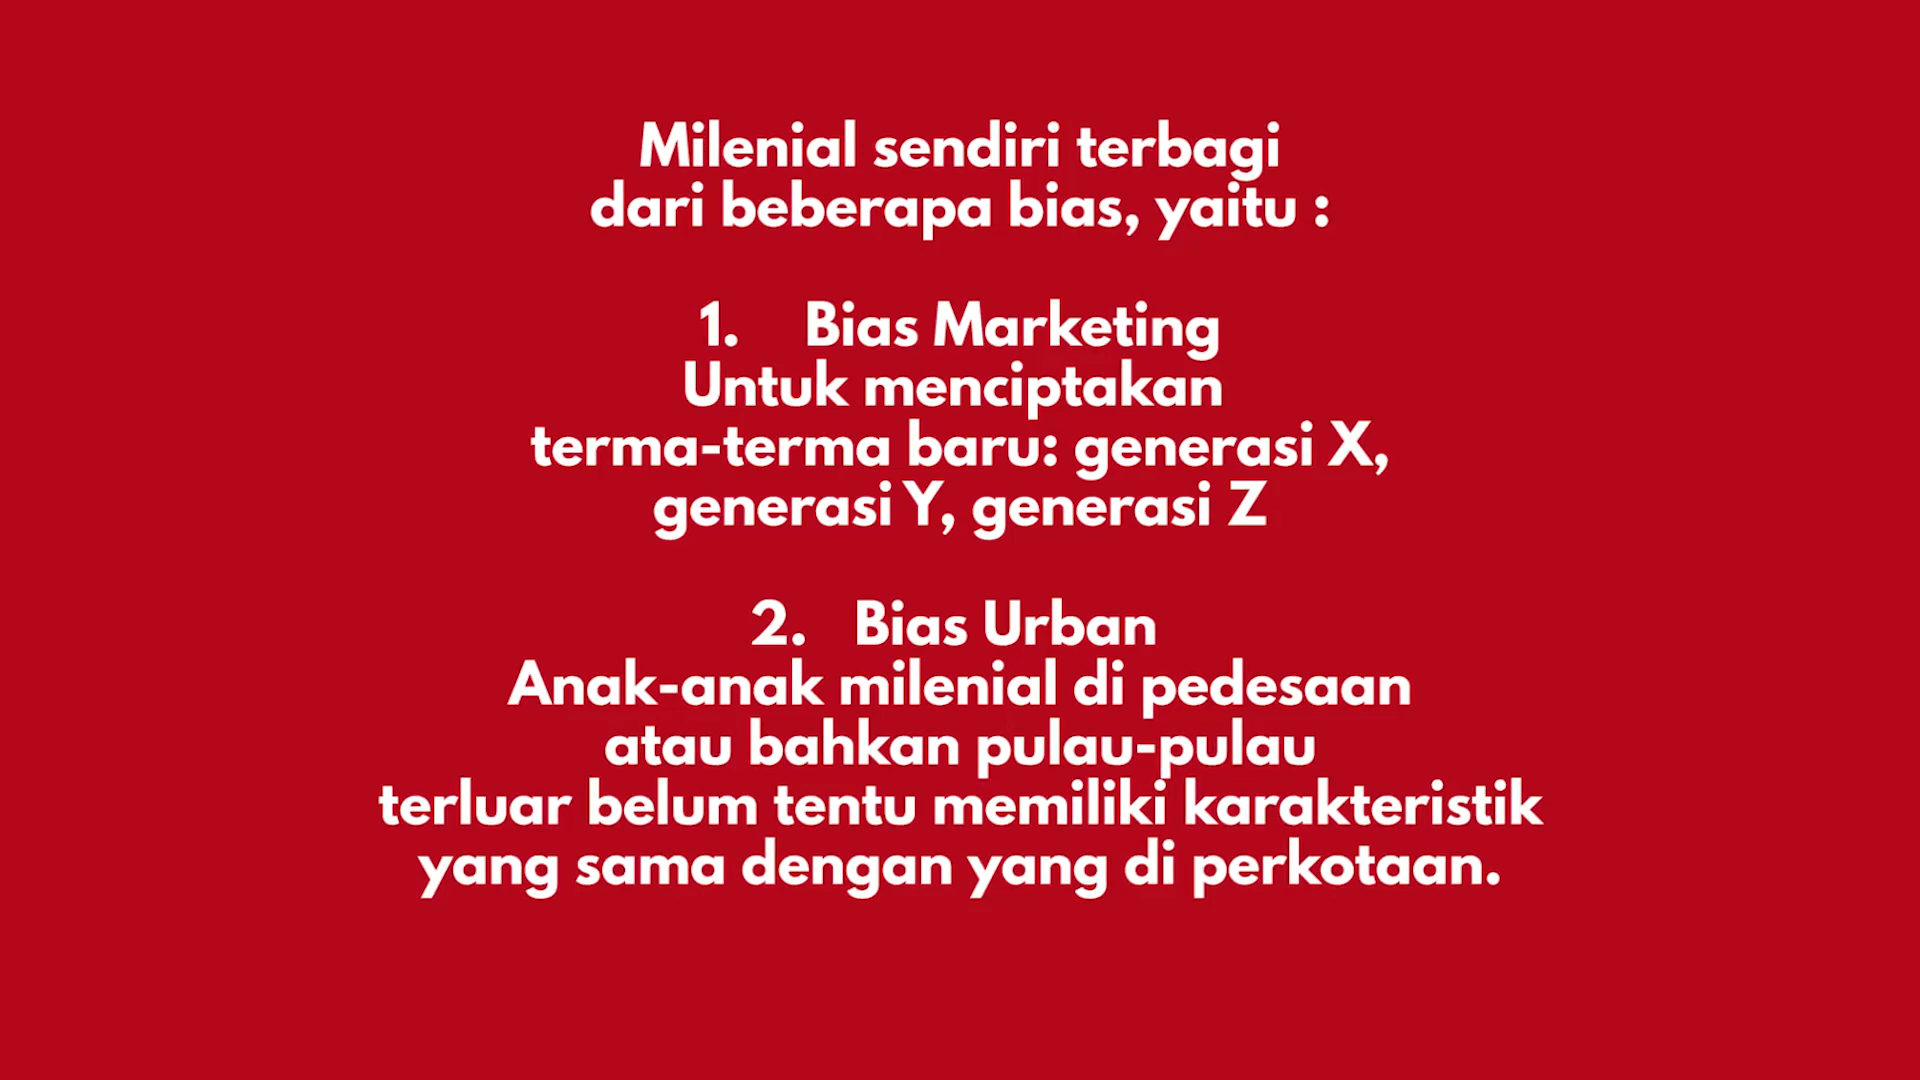 Milenial sendiri terbagi
dari beberapa bias, yaitu :
1. Bias Marketing
Untuk menciptakan
terma-terma baru: generasi X,
generasi Y, generasi Z
2. Bias Urban
Anak-anak milenial di pedesaan
atau bahkan pulau-pulau
terluar belum tentu memiliki karakteristik
yang sama dengan yang di perkotaan.